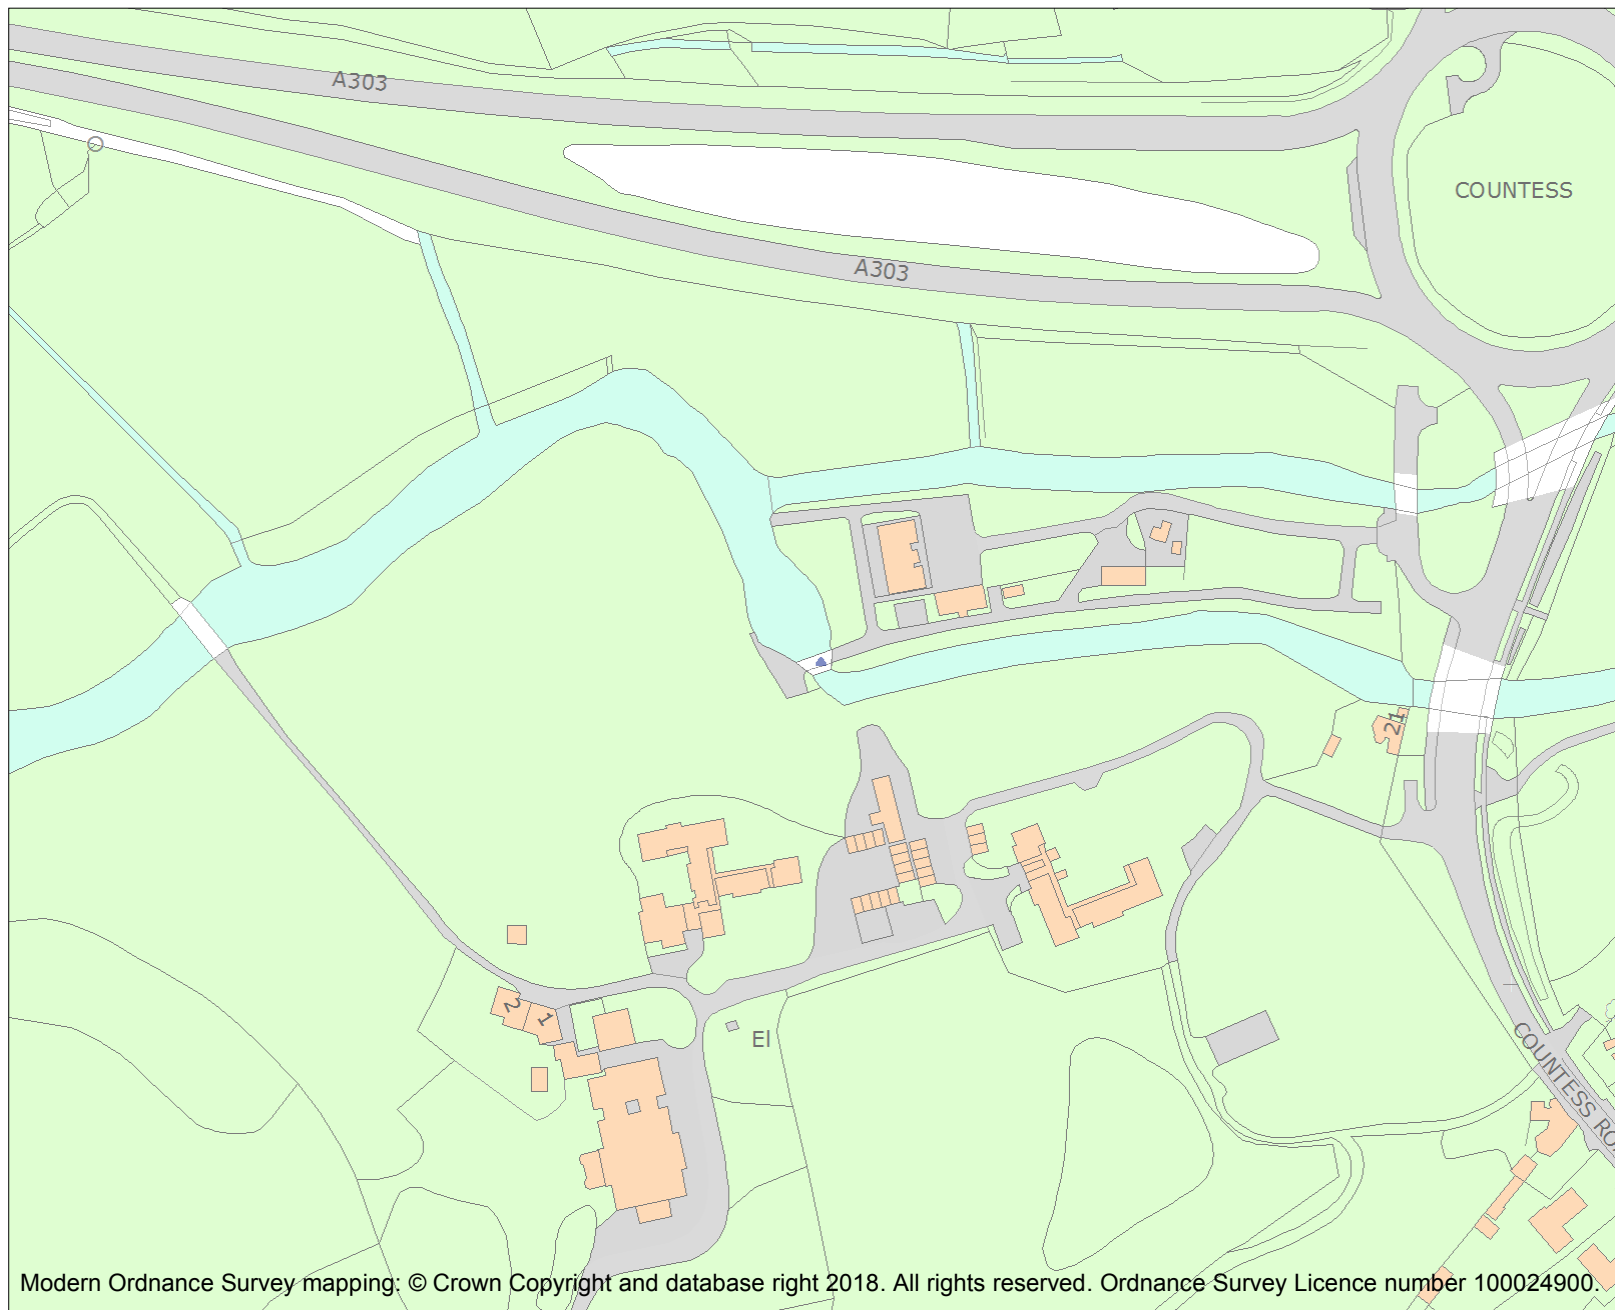 A303
COUNTESS
A303
21
2
1
El
COUNTESS RO
Modern Ordnance Survey mapping: © Crown Copyright and database right 2018. All rights reserved. Ordnance Survey Licence number 100024900.